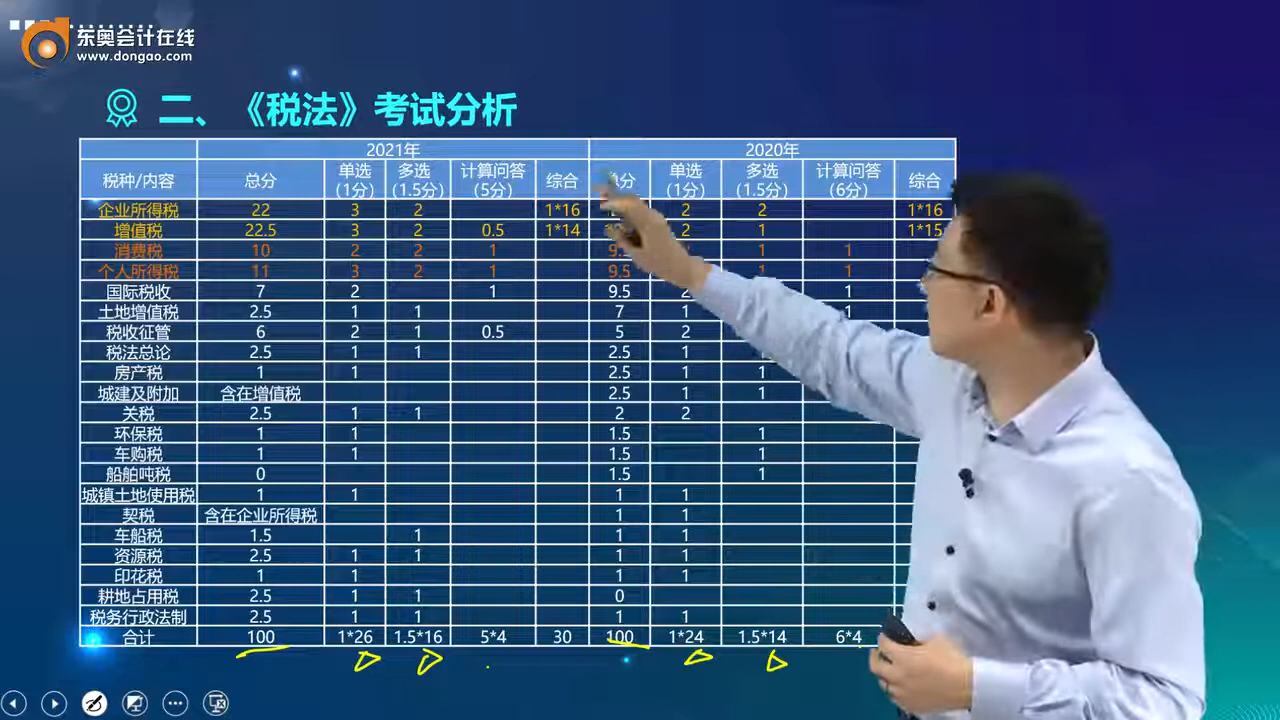 东奥会计在线
www.dongao.com
二、《税法》考试分析
2021年 2020年
税种/内容 总分 单选(1分) 多选(1.5分) 计算问答(5分) 综合 分 单选(1分) 多选(1.5分) 计算问答(6分) 综合
企业所得税 22 3 2 1*16 2 2 1*16
增值税 22.5 3 2 0.5 1*14 2 1 1*15
消费税 10 2 2 1 1 1
个人所得税 11 3 2 1 9.5 1 1
国际税收 7 2 1 9.5 2 1
土地增值税 2.5 1 1 7 1 1
税收征管 6 2 1 0.5 5 2
税法总论 2.5 1 1 2.5 1
房产税 1 1 2.5 1 1
城建及附加 含在增值税 2.5 1 1
关税 2.5 1 1 2 2
环保税 1 1 1.5 1
车购税 1 1 1.5 1
船舶吨税 0 1.5 1
城镇土地使用税 1 1 1 1
契税 含在企业所得税 1 1
车船税 1.5 1 1 1
资源税 2.5 1 1 1 1
印花税 1 1 1 1
耕地占用税 2.5 1 1 0
税务行政法制 2.5 1 1 1 1
合计 100 1*26 1.5*16 5*4 30 100 1*24 1.5*14 6*4